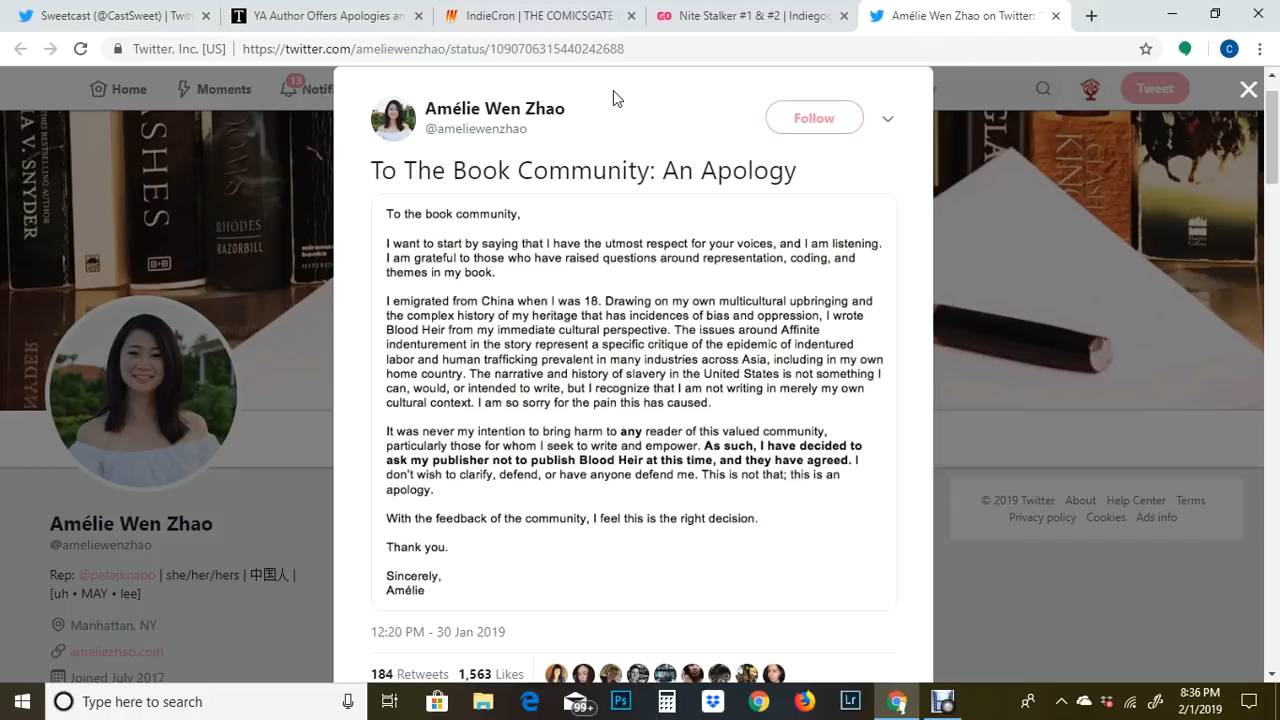 Sweetcast (@CastSweet) | Twitt
YA Author Offers Apologies an
IndieCron | THE COMICSGATE
GO Nite Stalker #1 & #2 | Indiegog
Amélie Wen Zhao on Twitter:
Twitter, Inc. [US] | https://twitter.com/ameliewenzhao/status/1090706315440242688
C
Home
Moments
13
Notifi
Tweet
A V. SNYDER
ASHES
RHODES
RAZORBILL
B+B
KING
Amélie Wen Zhao
@ameliewenzhao
Follow
To The Book Community: An Apology
To the book community,
I want to start by saying that I have the utmost respect for your voices, and I am listening.
I am grateful to those who have raised questions around representation, coding, and
themes in my book.
I emigrated from China when I was 18. Drawing on my own multicultural upbringing and
the complex history of my heritage that has incidences of bias and oppression, I wrote
Blood Heir from my immediate cultural perspective. The issues around Affinite
indenturement in the story represent a specific critique of the epidemic of indentured
labor and human trafficking prevalent in many industries across Asia, including in my own
home country. The narrative and history of slavery in the United States is not something I
can, would, or intended to write, but I recognize that I am not writing in merely my own
cultural context. I am so sorry for the pain this has caused.
It was never my intention to bring harm to any reader of this valued community,
particularly those for whom I seek to write and empower. As such, I have decided to
ask my publisher not to publish Blood Heir at this time, and they have agreed. I
don't wish to clarify, defend, or have anyone defend me. This is not that; this is an
apology.
With the feedback of the community, I feel this is the right decision.
Thank you.
Sincerely,
Amélie
12:20 PM - 30 Jan 2019
184 Retweets 1,563 Likes
Amélie Wen Zhao
@ameliewenzhao
Rep: @petejknapp | she/her/hers | 中国人 |
[uh • MAY • lee]
Manhattan, NY
ameliezhao.com
Joined July 2017
© 2019 Twitter About Help Center Terms
Privacy policy Cookies Ads info
Type here to search
99+
Ps
Lr
8:36 PM
2/1/2019